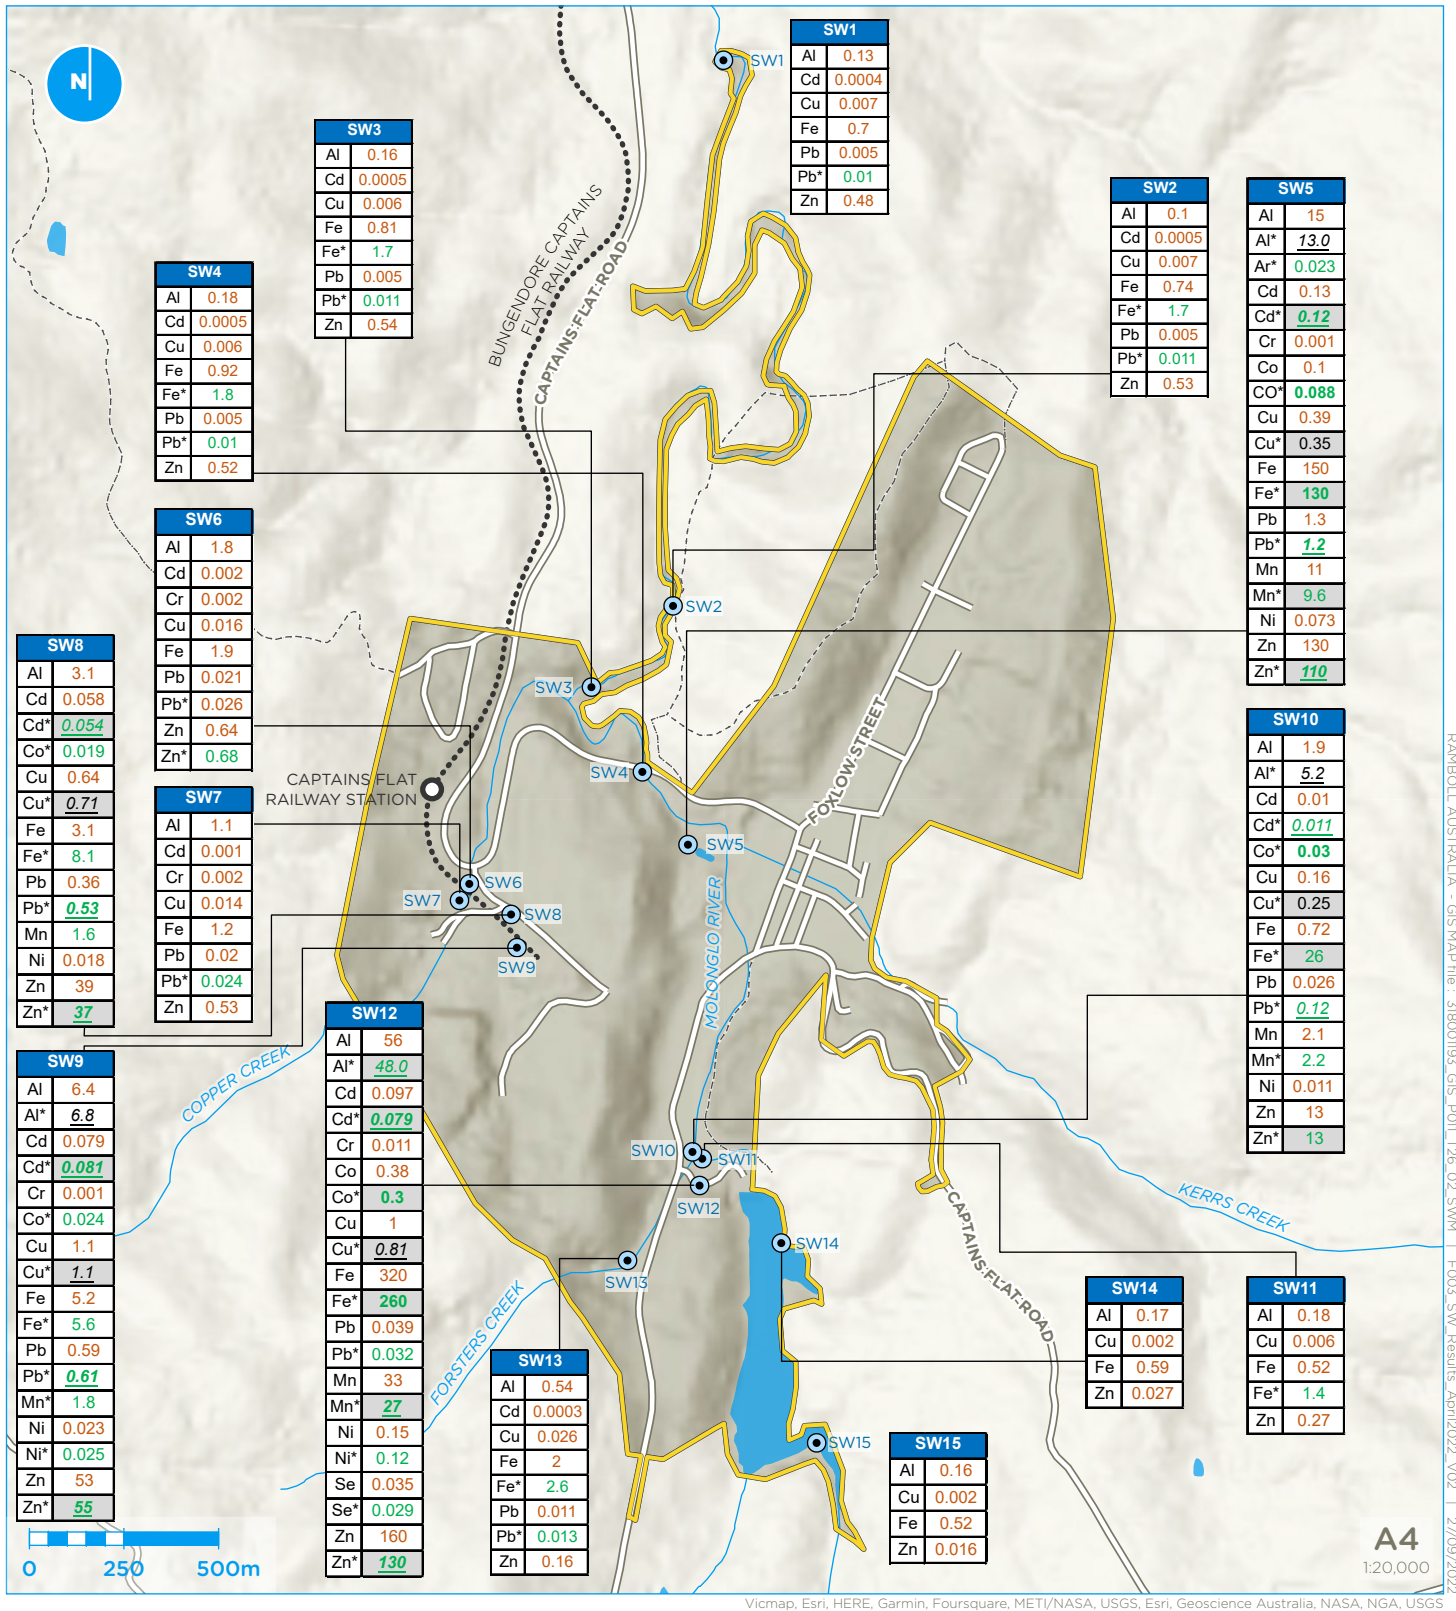 N
SW1
Al 0.13
Cd 0.0004
Cu 0.007
Fe 0.7
Pb 0.005
Pb* 0.01
Zn 0.48
SW3
Al 0.16
Cd 0.0005
Cu 0.006
Fe 0.81
Fe* 1.7
Pb 0.005
Pb* 0.011
Zn 0.54
SW2
Al 0.1
Cd 0.0005
Cu 0.007
Fe 0.74
Fe* 1.7
Pb 0.005
Pb* 0.011
Zn 0.53
SW5
Al 15
Al* 13.0
Ar* 0.023
Cd 0.13
Cd* 0.12
Cr 0.001
Co 0.1
CO* 0.088
Cu 0.39
Cu* 0.35
Fe 150
Fe* 130
Pb 1.3
Pb* 1.2
Mn 11
Mn* 9.6
Ni 0.073
Zn 130
Zn* 110
SW4
Al 0.18
Cd 0.0005
Cu 0.006
Fe 0.92
Fe* 1.8
Pb 0.005
Pb* 0.01
Zn 0.52
SW6
Al 1.8
Cd 0.002
Cr 0.002
Cu 0.016
Fe 1.9
Pb 0.021
Pb* 0.026
Zn 0.64
Zn* 0.68
SW8
Al 3.1
Cd 0.058
Cd* 0.054
Co* 0.019
Cu 0.64
Cu* 0.71
Fe 3.1
Fe* 8.1
Pb 0.36
Pb* 0.53
Mn 1.6
Ni 0.018
Zn 39
Zn* 37
SW7
Al 1.1
Cd 0.001
Cr 0.002
Cu 0.014
Fe 1.2
Pb 0.02
Pb* 0.024
Zn 0.53
SW10
Al 1.9
Al* 5.2
Cd 0.01
Cd* 0.011
Co* 0.03
Cu 0.16
Cu* 0.25
Fe 0.72
Fe* 26
Pb 0.026
Pb* 0.12
Mn 2.1
Mn* 2.2
Ni 0.011
Zn 13
Zn* 13
SW9
Al 6.4
Al* 6.8
Cd 0.079
Cd* 0.081
Cr 0.001
Co* 0.024
Cu 1.1
Cu* 1.1
Fe 5.2
Fe* 5.6
Pb 0.59
Pb* 0.61
Mn* 1.8
Ni 0.023
Ni* 0.025
Zn 53
Zn* 55
SW12
Al 56
Al* 48.0
Cd 0.097
Cd* 0.079
Cr 0.011
Co 0.38
Co* 0.3
Cu 1
Cu* 0.81
Fe 320
Fe* 260
Pb 0.039
Pb* 0.032
Mn 33
Mn* 27
Ni 0.15
Ni* 0.12
Se 0.035
Se* 0.029
Zn 160
Zn* 130
SW13
Al 0.54
Cd 0.0003
Cu 0.026
Fe 2
Fe* 2.6
Pb 0.011
Pb* 0.013
Zn 0.16
SW14
Al 0.17
Cu 0.002
Fe 0.59
Zn 0.027
SW11
Al 0.18
Cu 0.006
Fe 0.52
Fe* 1.4
Zn 0.27
SW15
Al 0.16
Cu 0.002
Fe 0.52
Zn 0.016
SW1
BUNGENDORE CAPTAINS
FLAT RAILWAY
CAPTAINS FLAT ROAD
SW2
SW3
SW4
CAPTAINS FLAT
RAILWAY STATION
FOXLOW STREET
SW5
SW6
SW7
SW8
SW9
MOLONGLO RIVER
COPPER CREEK
SW10
SW11
SW12
KERRS CREEK
CAPTAINS FLAT ROAD
SW14
SW13
FORSTERS CREEK
SW15
0 250 500m
A4
1:20,000
Vicmap, Esri, HERE, Garmin, Foursquare, METI/NASA, USGS, Esri, Geoscience Australia, NASA, NGA, USGS